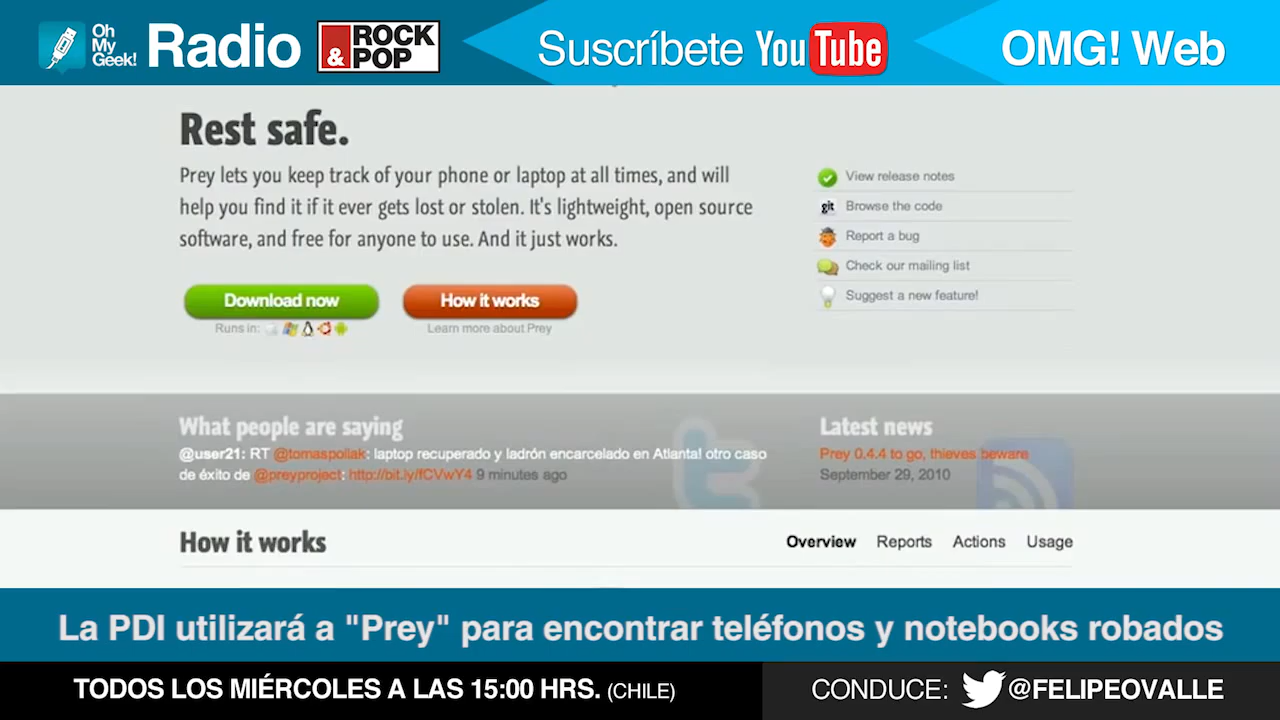 Oh My Geek! Radio ROCK & POP
Suscríbete YouTube
OMG! Web
Rest safe.
Prey lets you keep track of your phone or laptop at all times, and will
help you find it if it ever gets lost or stolen. It's lightweight, open source
software, and free for anyone to use. And it just works.
Download now
How it works
Runs in:
Learn more about Prey
View release notes
git Browse the code
Report a bug
Check our mailing list
Suggest a new feature!
What people are saying
@user21: RT @tomaspollak: laptop recuperado y ladrón encarcelado en Atlanta! otro caso
de éxito de @preyproject: http://bit.ly/fCVwY4 9 minutes ago
Latest news
Prey 0.4.4 to go, thieves beware
September 29, 2010
How it works
Overview Reports Actions Usage
La PDI utilizará a "Prey" para encontrar teléfonos y notebooks robados
TODOS LOS MIÉRCOLES A LAS 15:00 HRS. (CHILE)
CONDUCE: @FELIPEOVALLE